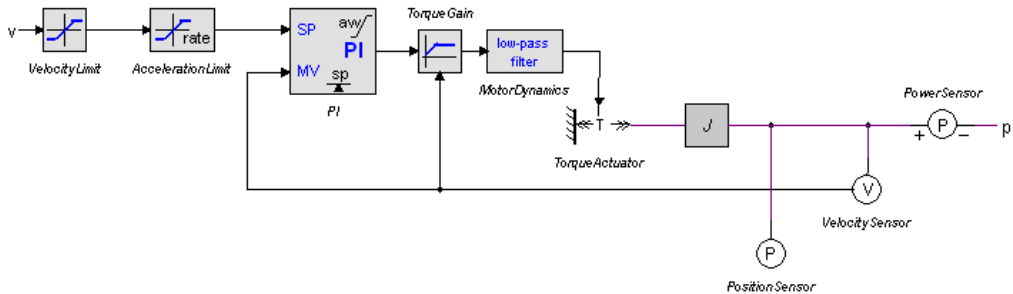 TorqueGain
v
rate
VelocityLimit
AccelerationLimit
SP
aw
PI
MV
sp
PI
low-pass
filter
MotorDynamics
T
TorqueActuator
J
PowerSensor
+
P
−
p
V
VelocitySensor
P
PositionSensor